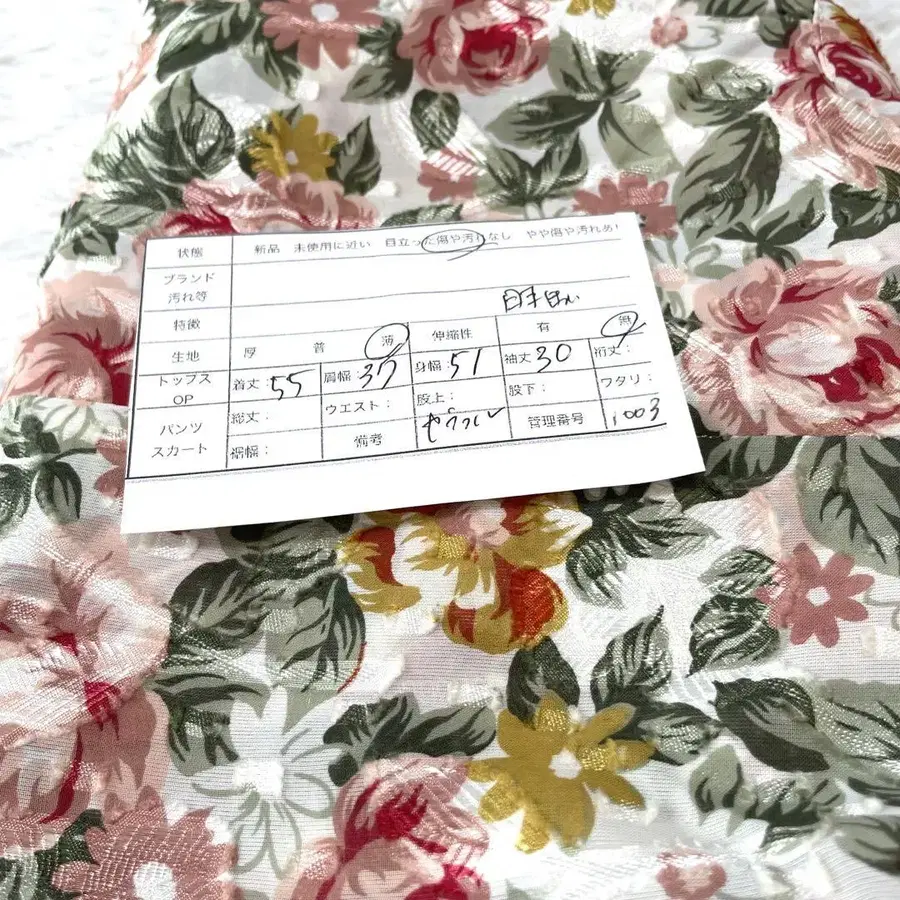 状態 新品 未使用に近い 目立った傷や汚れなし やや傷や汚れあ
ブランド
汚れ等
特徴
生地 厚 普 薄 伸縮性 有 無
トップス OP 着丈:55 肩幅:37 身幅:51 袖丈:30 裄丈:
パンツ スカート 総丈: ウエスト: 股上: 股下: ワタリ:
裾幅: 備考 管理番号 1003